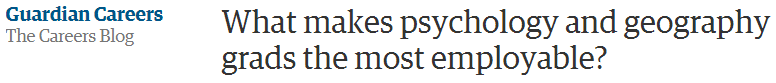 Guardian Careers
The Careers Blog
What makes psychology and geography
grads the most employable?